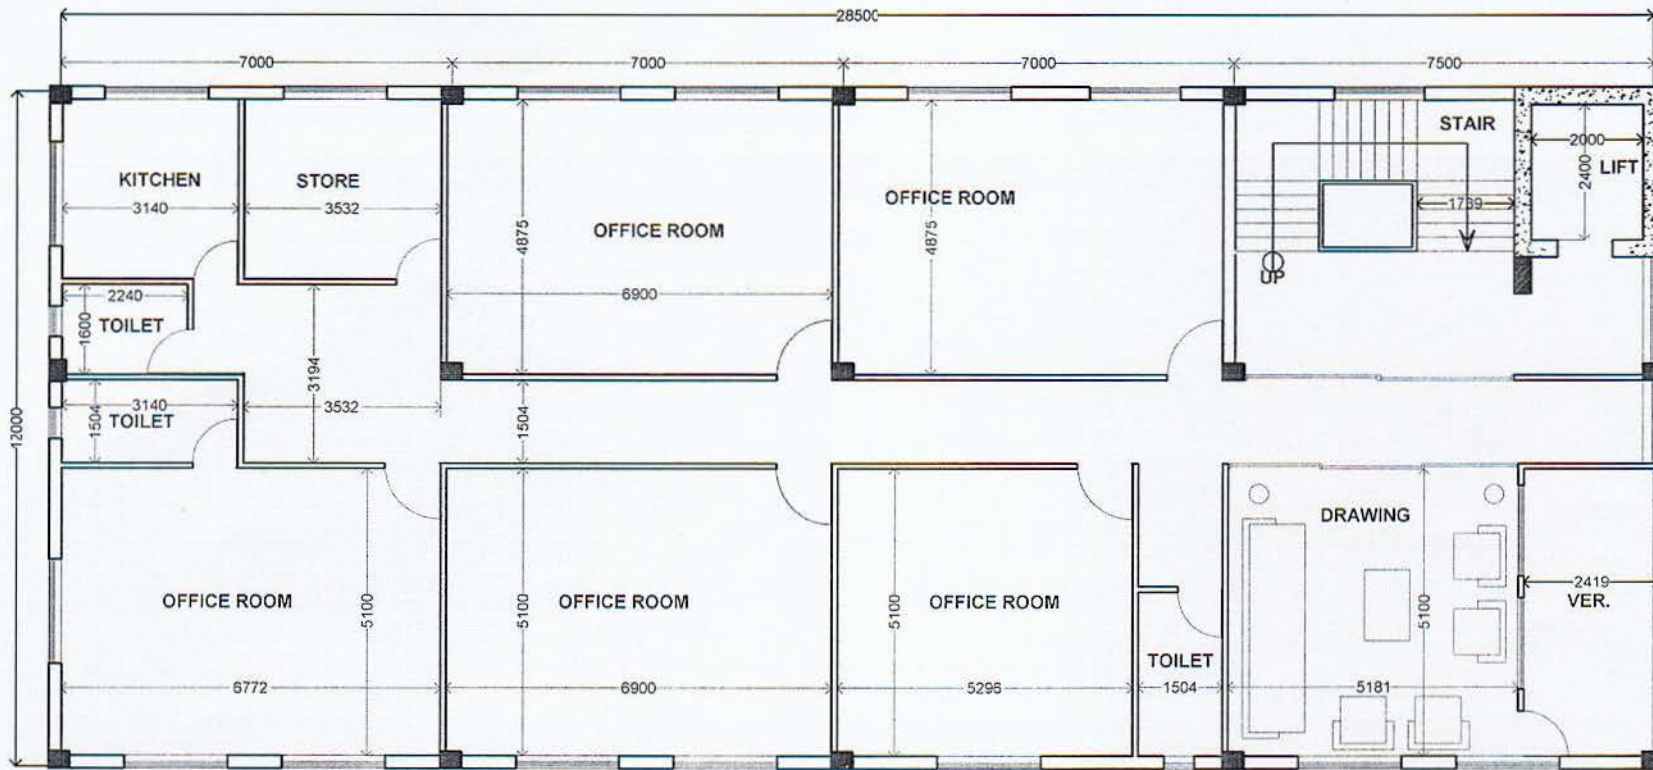 28500
7000 7000 7000 7500
12000
KITCHEN
3140
STORE
3532
4875
OFFICE ROOM
6900
OFFICE ROOM
4875
STAIR
1739
UP
2000
2400
LIFT
2240
1600
TOILET
3194
3532
3140
1504
TOILET
1504
OFFICE ROOM
5100
6772
OFFICE ROOM
5100
6900
OFFICE ROOM
5100
5295
TOILET
1504
DRAWING
5100
5181
2419
VER.